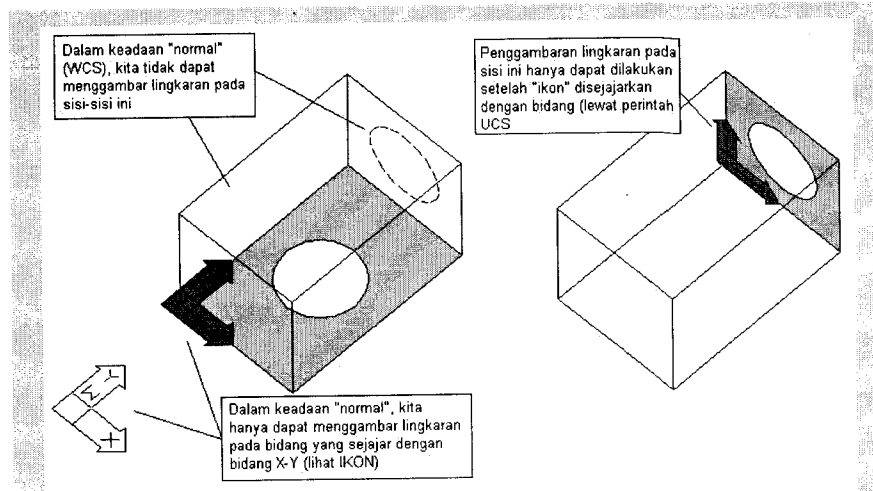 Dalam keadaan "normal"
(WCS), kita tidak dapat
menggambar lingkaran pada
sisi-sisi ini
Penggambaran lingkaran pada
sisi ini hanya dapat dilakukan
setelah "ikon" disejajarkan
dengan bidang (lewat perintah
UCS
Y
W
X
Dalam keadaan "normal", kita
hanya dapat menggambar lingkaran
pada bidang yang sejajar dengan
bidang X-Y (lihat IKON)